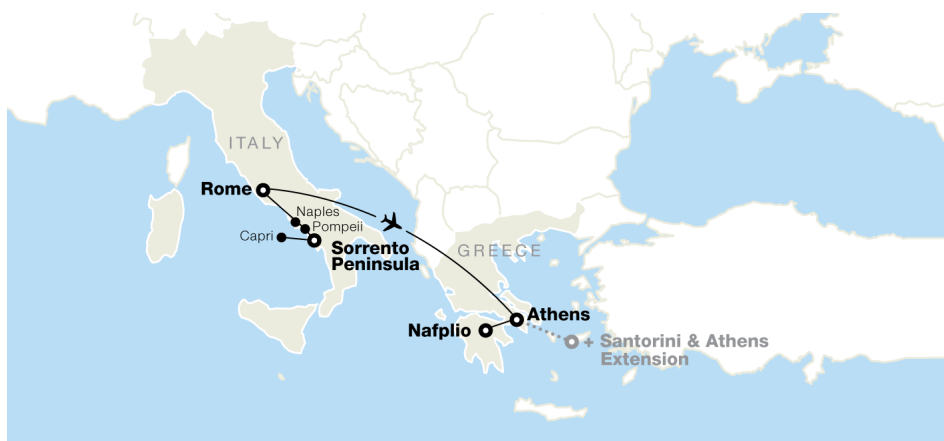 ITALY
Rome
Naples
Pompeii
Capri
Sorrento
Peninsula
GREECE
Athens
Nafplio
+ Santorini & Athens
Extension